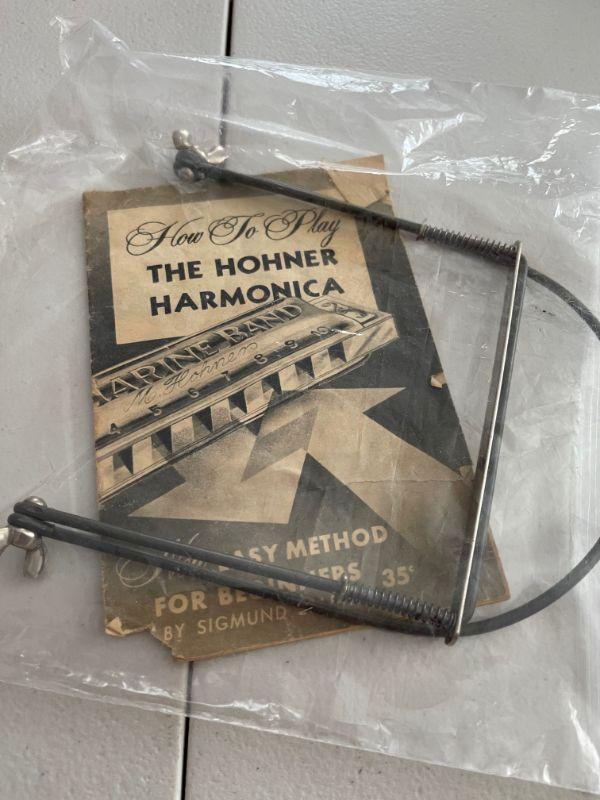 How To Play
THE HOHNER
HARMONICA
MARINE BAND
M. Hohner
4 5 6 7 8 9 10
EASY METHOD
FOR BEGINNERS 35¢
BY SIGMUND